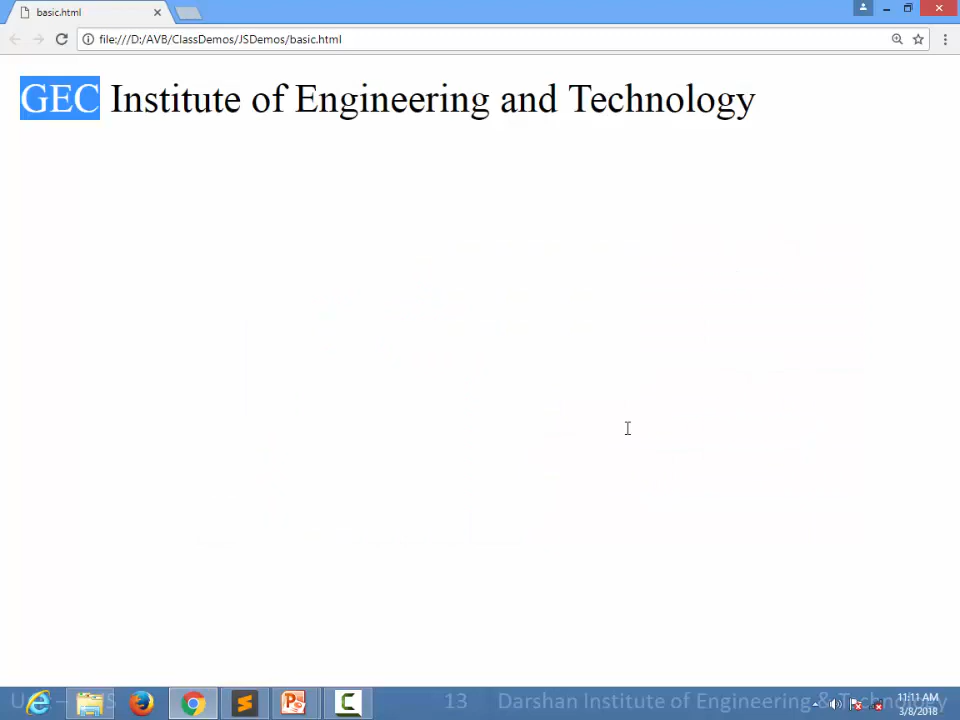 basic.html
file:///D:/AVB/ClassDemos/JSDemos/basic.html
GEC Institute of Engineering and Technology
13 Darshan Institute of Engineering & Technology
11:11 AM
3/8/2018